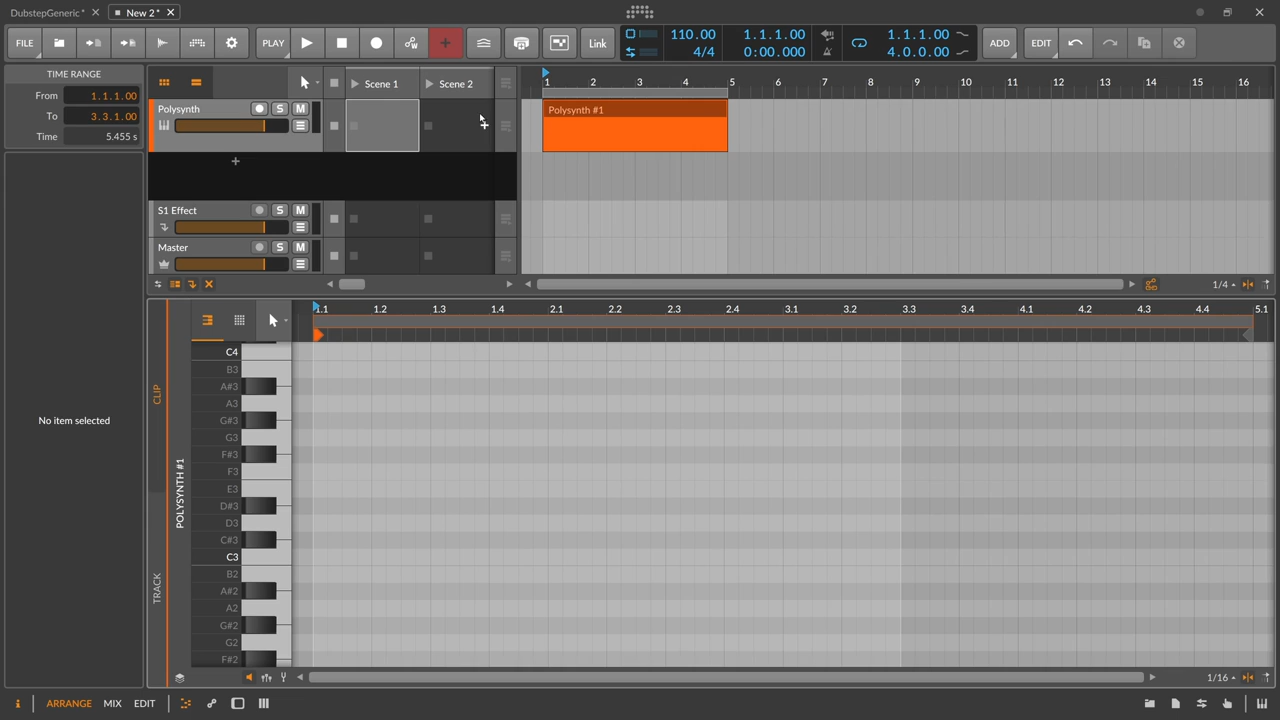 DubstepGeneric *
New 2 *
FILE
PLAY
Link
110.00
4/4
1.1.1.00
0:00.000
1.1.1.00
4.0.0.00
ADD
EDIT
TIME RANGE
From 1.1.1.00
To 3.3.1.00
Time 5.455 s
No item selected
Scene 1
Scene 2
Polysynth
S M
+
S1 Effect
S M
Master
S M
1 2 3 4 5 6 7 8 9 10 11 12 13 14 15 16
Polysynth #1
1/4
CLIP
TRACK
POLYSYNTH #1
1.1 1.2 1.3 1.4 2.1 2.2 2.3 2.4 3.1 3.2 3.3 3.4 4.1 4.2 4.3 4.4 5.1
C4
B3
A#3
A3
G#3
G3
F#3
F3
E3
D#3
D3
C#3
C3
B2
A#2
A2
G#2
G2
F#2
1/16
i
ARRANGE MIX EDIT